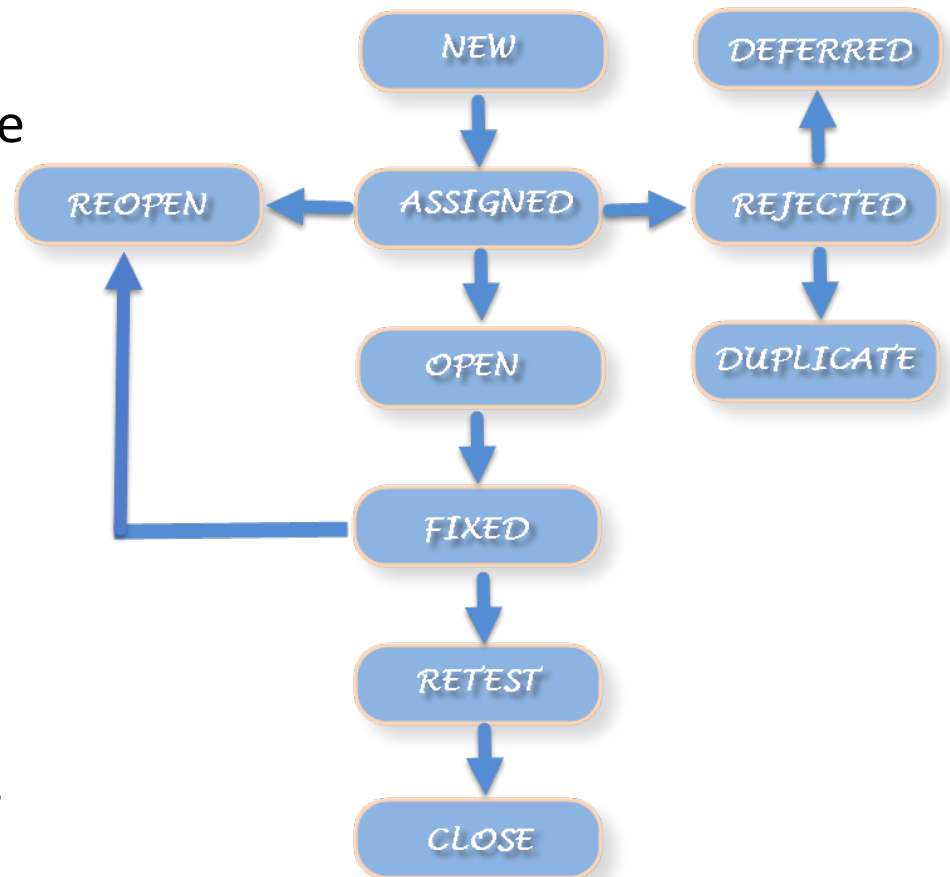 NEW
DEFERRED
e
REOPEN
ASSIGNED
REJECTED
OPEN
DUPLICATE
FIXED
RETEST
CLOSE